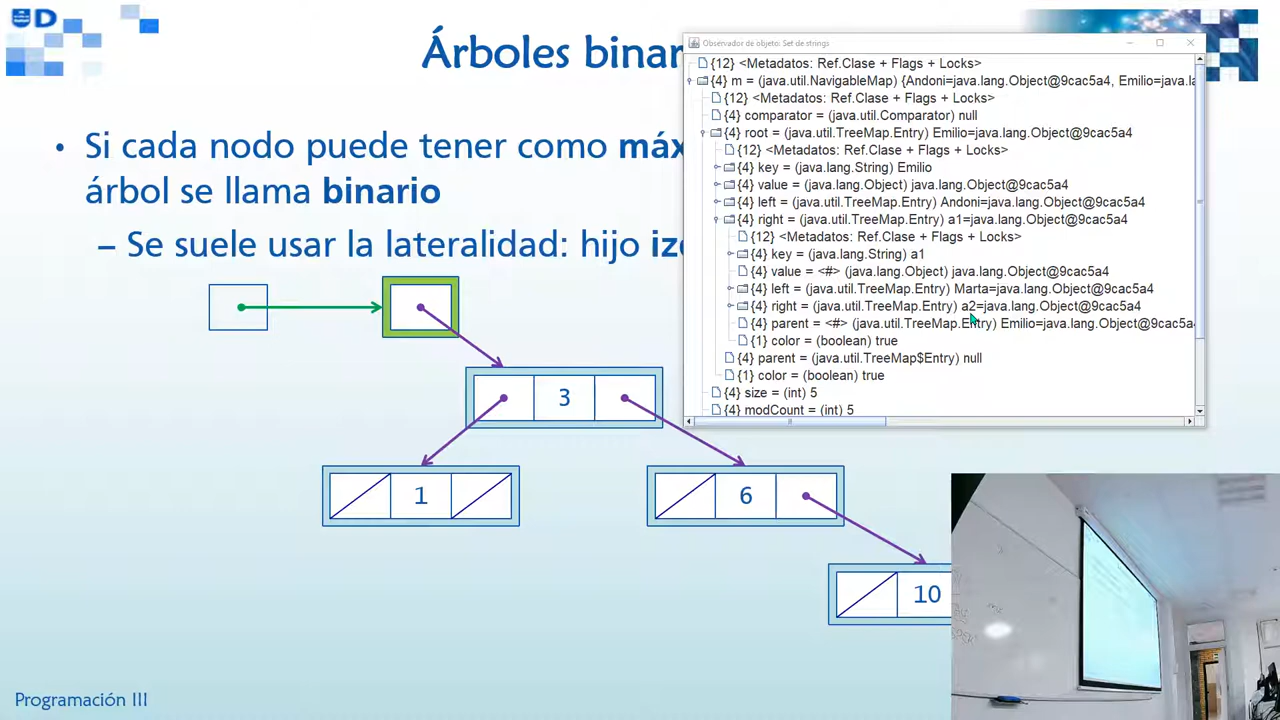 D
Árboles binar
Si cada nodo puede tener como máx
árbol se llama binario
– Se suele usar la lateralidad: hijo iz
3
1
6
10
Programación III
Observador de objeto: Set de strings
{12} <Metadatos: Ref.Clase + Flags + Locks>
{4} m = (java.util.NavigableMap) {Andoni=java.lang.Object@9cac5a4, Emilio=java.la
{12} <Metadatos: Ref.Clase + Flags + Locks>
{4} comparator = (java.util.Comparator) null
{4} root = (java.util.TreeMap.Entry) Emilio=java.lang.Object@9cac5a4
{12} <Metadatos: Ref.Clase + Flags + Locks>
{4} key = (java.lang.String) Emilio
{4} value = (java.lang.Object) java.lang.Object@9cac5a4
{4} left = (java.util.TreeMap.Entry) Andoni=java.lang.Object@9cac5a4
{4} right = (java.util.TreeMap.Entry) a1=java.lang.Object@9cac5a4
{12} <Metadatos: Ref.Clase + Flags + Locks>
{4} key = (java.lang.String) a1
{4} value = <#> (java.lang.Object) java.lang.Object@9cac5a4
{4} left = (java.util.TreeMap.Entry) Marta=java.lang.Object@9cac5a4
{4} right = (java.util.TreeMap.Entry) a2=java.lang.Object@9cac5a4
{4} parent = <#> (java.util.TreeMap.Entry) Emilio=java.lang.Object@9cac5a4
{1} color = (boolean) true
{4} parent = (java.util.TreeMap$Entry) null
{1} color = (boolean) true
{4} size = (int) 5
{4} modCount = (int) 5